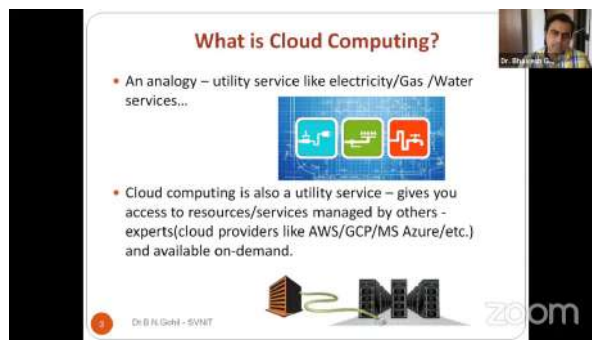 What is Cloud Computing?
Dr. Bhavesh G...
• An analogy – utility service like electricity/Gas /Water
services...
• Cloud computing is also a utility service – gives you
access to resources/services managed by others -
experts(cloud providers like AWS/GCP/MS Azure/etc.)
and available on-demand.
3
Dr.B.N.Gohil - SVNIT
zoom